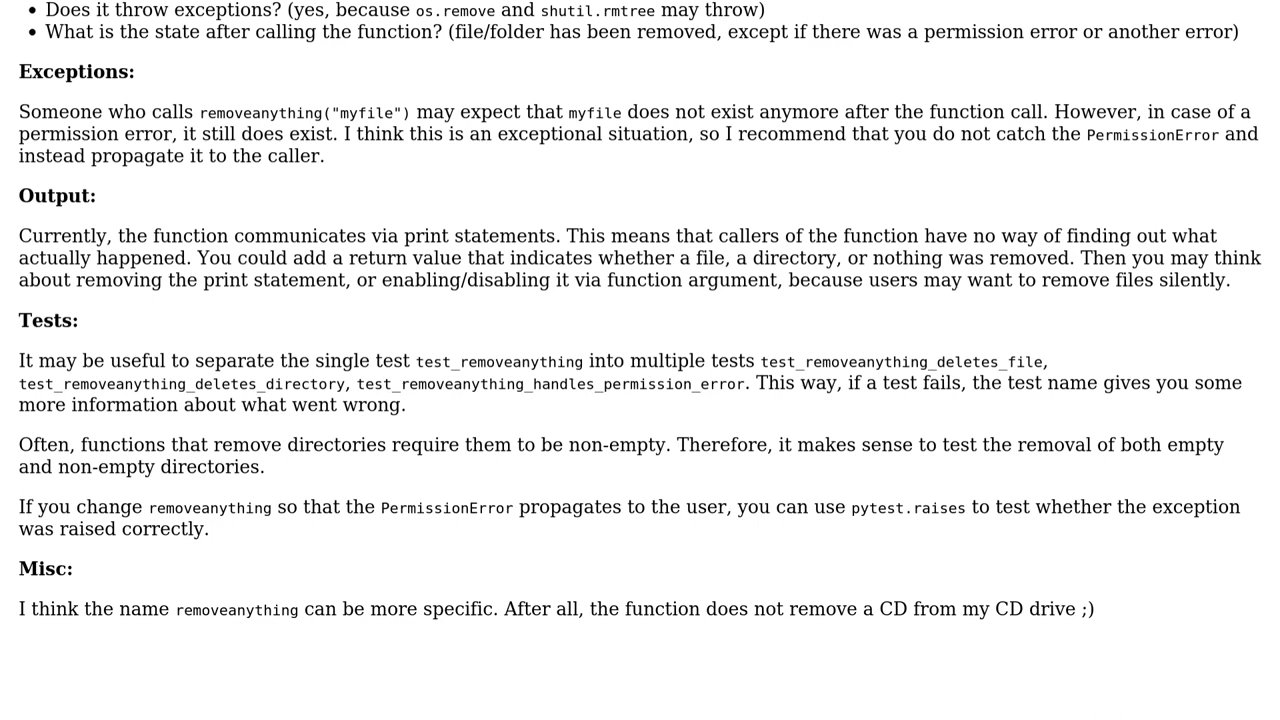 • Does it throw exceptions? (yes, because os.remove and shutil.rmtree may throw)
• What is the state after calling the function? (file/folder has been removed, except if there was a permission error or another error)
Exceptions:
Someone who calls removeanything("myfile") may expect that myfile does not exist anymore after the function call. However, in case of a
permission error, it still does exist. I think this is an exceptional situation, so I recommend that you do not catch the PermissionError and
instead propagate it to the caller.
Output:
Currently, the function communicates via print statements. This means that callers of the function have no way of finding out what
actually happened. You could add a return value that indicates whether a file, a directory, or nothing was removed. Then you may think
about removing the print statement, or enabling/disabling it via function argument, because users may want to remove files silently.
Tests:
It may be useful to separate the single test test_removeanything into multiple tests test_removeanything_deletes_file,
test_removeanything_deletes_directory, test_removeanything_handles_permission_error. This way, if a test fails, the test name gives you some
more information about what went wrong.
Often, functions that remove directories require them to be non-empty. Therefore, it makes sense to test the removal of both empty
and non-empty directories.
If you change removeanything so that the PermissionError propagates to the user, you can use pytest.raises to test whether the exception
was raised correctly.
Misc:
I think the name removeanything can be more specific. After all, the function does not remove a CD from my CD drive ;)